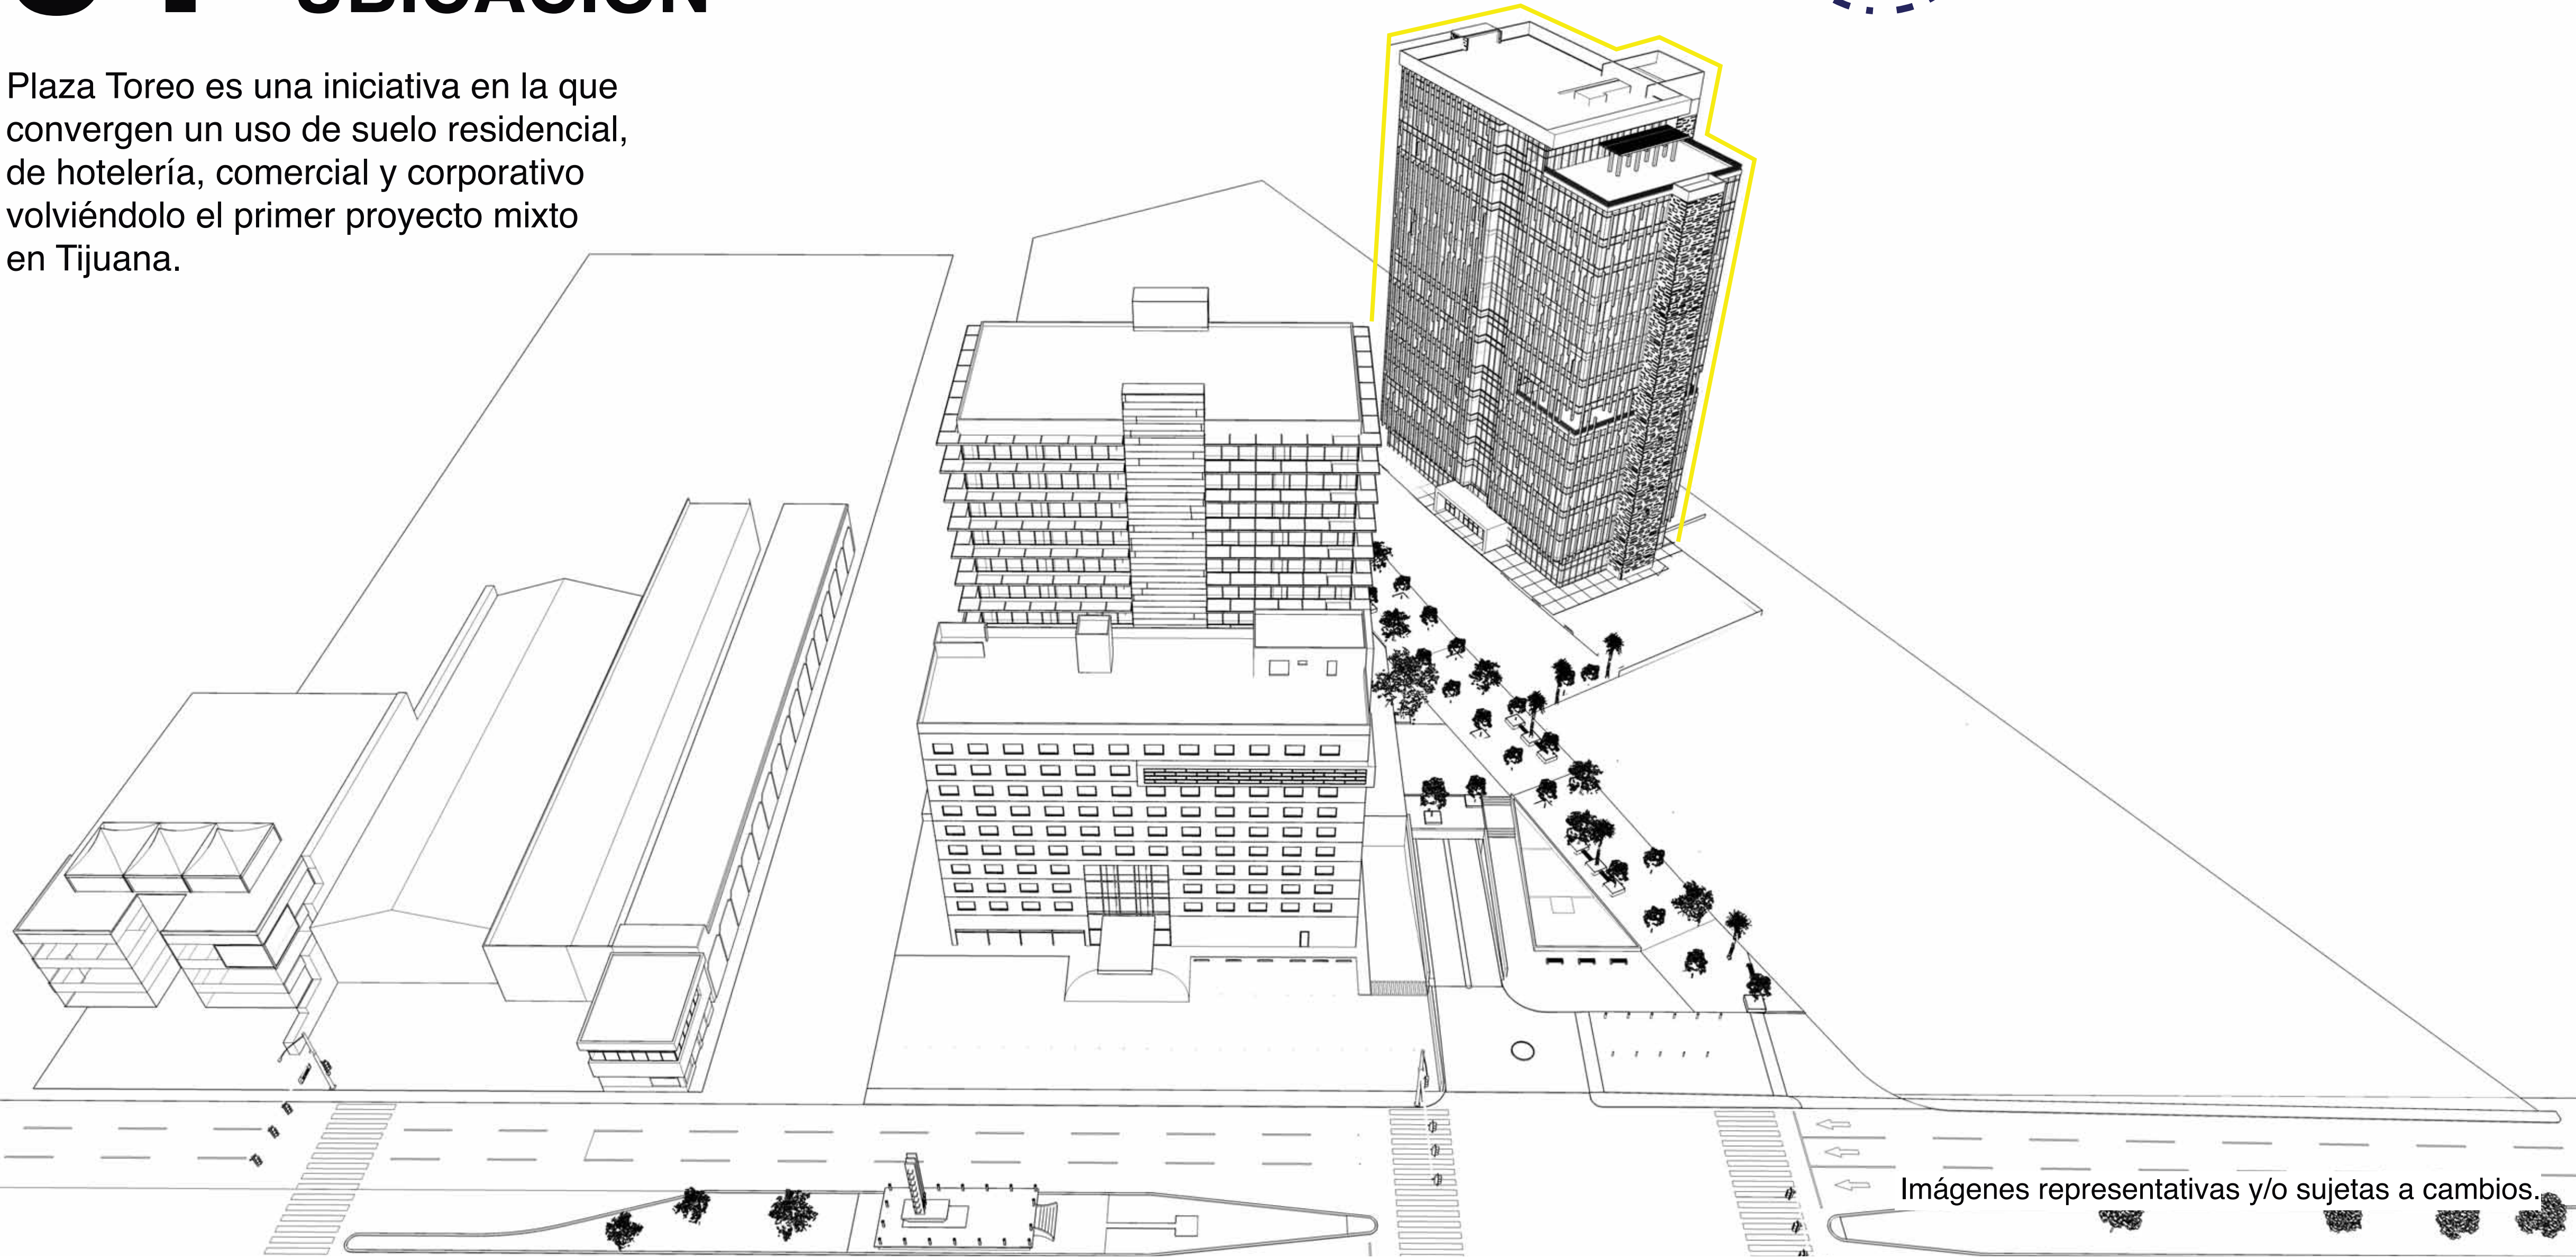 UBICACIÓN
Plaza Toreo es una iniciativa en la que
convergen un uso de suelo residencial,
de hotelería, comercial y corporativo
volviéndolo el primer proyecto mixto
en Tijuana.
Imágenes representativas y/o sujetas a cambios.